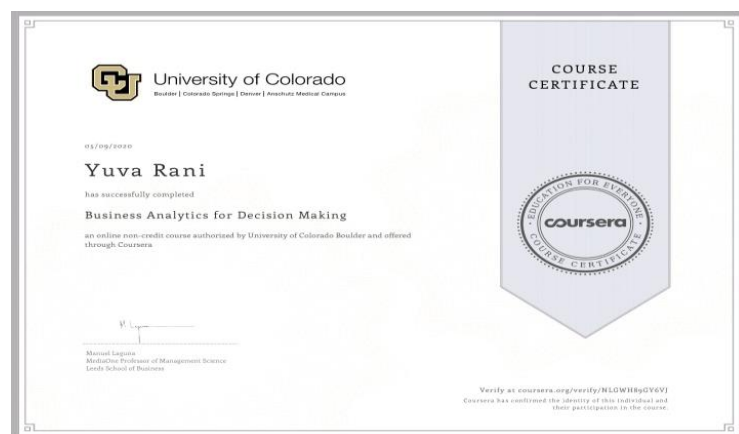 CU
University of Colorado
Boulder | Colorado Springs | Denver | Anschutz Medical Campus
05/09/2020
Yuva Rani
has successfully completed
Business Analytics for Decision Making
an online non-credit course authorized by University of Colorado Boulder and offered
through Coursera
Manuel Laguna
MediaOne Professor of Management Science
Leeds School of Business
COURSE
CERTIFICATE
EDUCATION FOR EVERYONE
coursera
COURSE CERTIFICATE
Verify at coursera.org/verify/NLGWH89GV6VJ
Coursera has confirmed the identity of this individual and
their participation in the course.